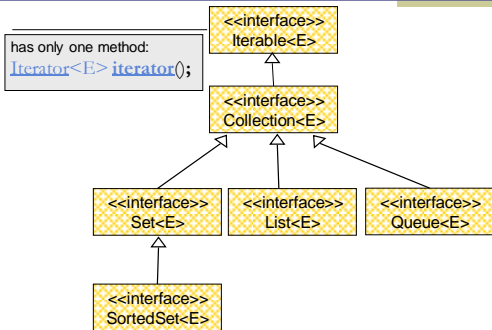 <<interface>>
Iterable<E>
has only one method:
Iterator<E> iterator();
<<interface>>
Collection<E>
<<interface>>
Set<E>
<<interface>>
List<E>
<<interface>>
Queue<E>
<<interface>>
SortedSet<E>